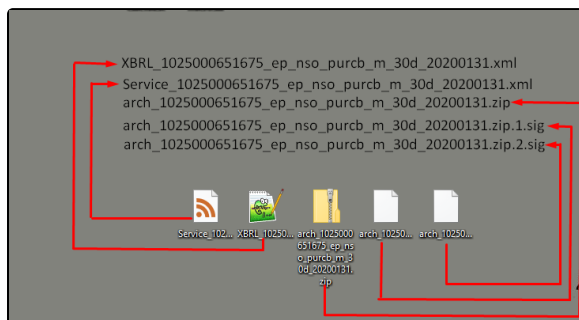 XBRL_1025000651675_ep_nso_purcb_m_30d_20200131.xml
Service_1025000651675_ep_nso_purcb_m_30d_20200131.xml
arch_1025000651675_ep_nso_purcb_m_30d_20200131.zip
arch_1025000651675_ep_nso_purcb_m_30d_20200131.zip.1.sig
arch_1025000651675_ep_nso_purcb_m_30d_20200131.zip.2.sig
Service_102... XBRL_10250... arch_1025000 arch_10250... arch_10250...
651675_ep_ns
o_purcb_m_3
0d_20200131.
zip